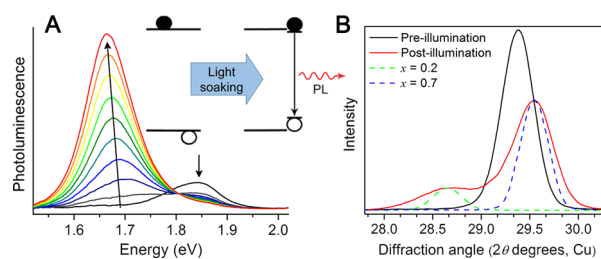 A
Light
soaking
PL
Photoluminescence
1.6 1.7 1.8 1.9 2.0
Energy (eV)
B
Pre-illumination
Post-illumination
x = 0.2
x = 0.7
Intensity
28.0 28.5 29.0 29.5 30.0
Diffraction angle (2θ degrees, Cu)